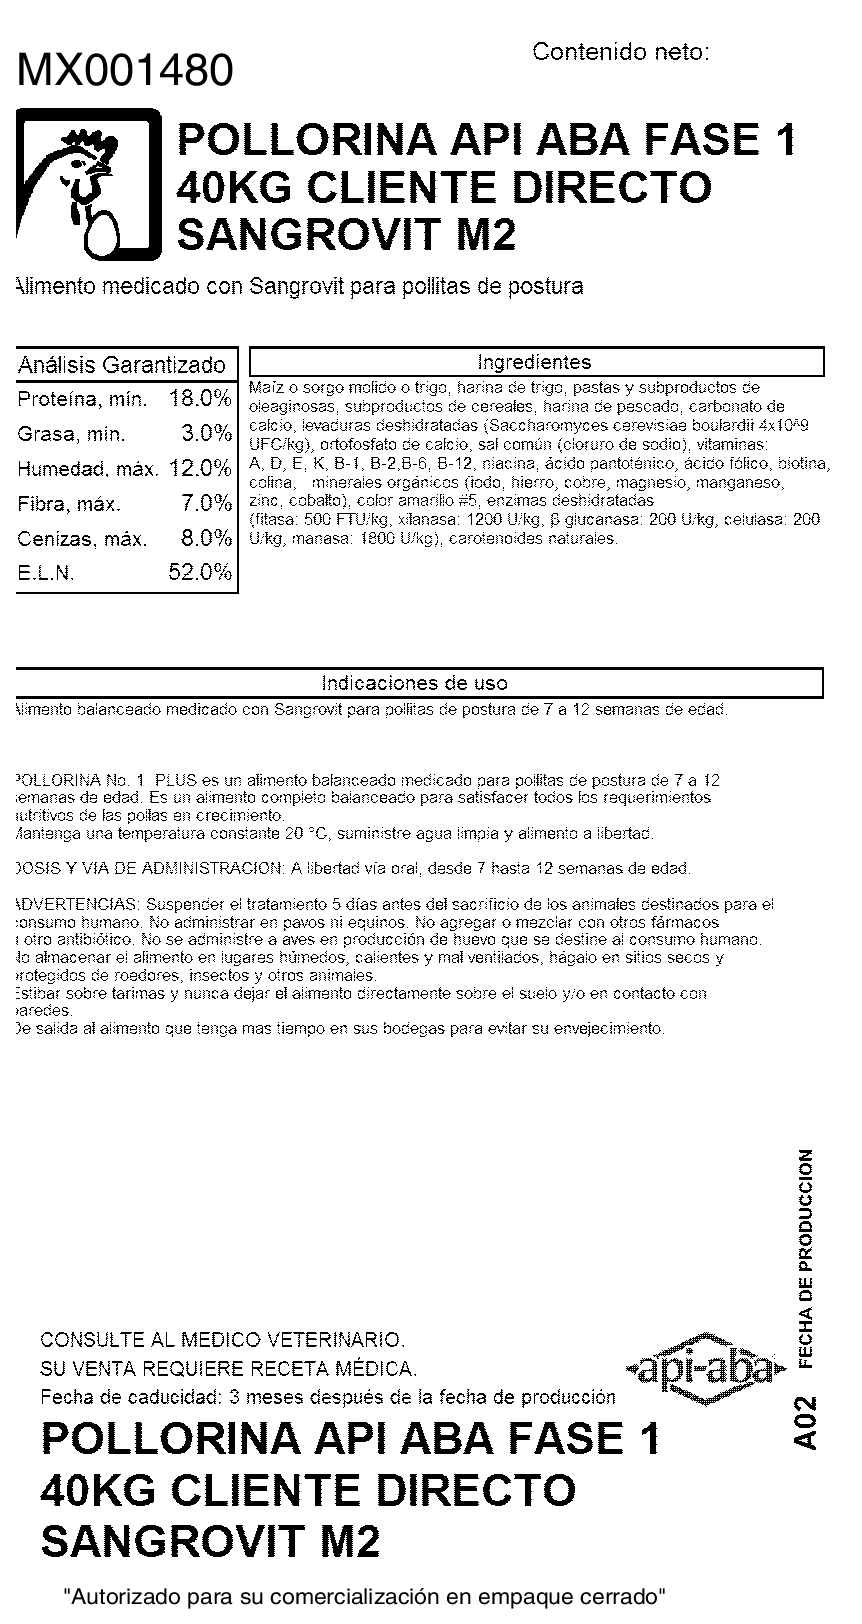 MX001480
Contenido neto:
POLLORINA API ABA FASE 1
40KG CLIENTE DIRECTO
SANGROVIT M2
Alimento medicado con Sangrovit para pollitas de postura
Análisis Garantizado
Proteína, mín. 18.0%
Grasa, mín. 3.0%
Humedad, máx. 12.0%
Fibra, máx. 7.0%
Cenizas, máx. 8.0%
E.L.N. 52.0%
Ingredientes
Maíz o sorgo molido o trigo, harina de trigo, pastas y subproductos de
oleaginosas, subproductos de cereales, harina de pescado, carbonato de
calcio, levaduras deshidratadas (Saccharomyces cerevisiae boulardii 4x10^9
UFC/kg), ortofosfato de calcio, sal común (cloruro de sodio), vitaminas:
A, D, E, K, B-1, B-2,B-6, B-12, niacina, ácido pantoténico, ácido fólico, biotina,
colina, minerales orgánicos (iodo, hierro, cobre, magnesio, manganeso,
zinc, cobalto), color amarillo #5, enzimas deshidratadas
(fitasa: 500 FTU/kg, xilanasa: 1200 U/kg, β glucanasa: 200 U/kg, celulasa: 200
U/kg, manasa: 1800 U/kg), carotenoides naturales.
Indicaciones de uso
Alimento balanceado medicado con Sangrovit para pollitas de postura de 7 a 12 semanas de edad.
POLLORINA No. 1 PLUS es un alimento balanceado medicado para pollitas de postura de 7 a 12
semanas de edad. Es un alimento completo balanceado para satisfacer todos los requerimientos
nutritivos de las pollas en crecimiento.
Mantenga una temperatura constante 20 °C, suministre agua limpia y alimento a libertad.
DOSIS Y VIA DE ADMINISTRACION: A libertad vía oral, desde 7 hasta 12 semanas de edad.
ADVERTENCIAS: Suspender el tratamiento 5 días antes del sacrificio de los animales destinados para el
consumo humano. No administrar en pavos ni equinos. No agregar o mezclar con otros fármacos
u otro antibiótico. No se administre a aves en producción de huevo que se destine al consumo humano.
No almacenar el alimento en lugares húmedos, calientes y mal ventilados, hágalo en sitios secos y
protegidos de roedores, insectos y otros animales.
Estibar sobre tarimas y nunca dejar el alimento directamente sobre el suelo y/o en contacto con
paredes.
De salida al alimento que tenga mas tiempo en sus bodegas para evitar su envejecimiento.
A02 FECHA DE PRODUCCION
CONSULTE AL MEDICO VETERINARIO.
SU VENTA REQUIERE RECETA MÉDICA.
Fecha de caducidad: 3 meses después de la fecha de producción
api-aba
POLLORINA API ABA FASE 1
40KG CLIENTE DIRECTO
SANGROVIT M2
"Autorizado para su comercialización en empaque cerrado"